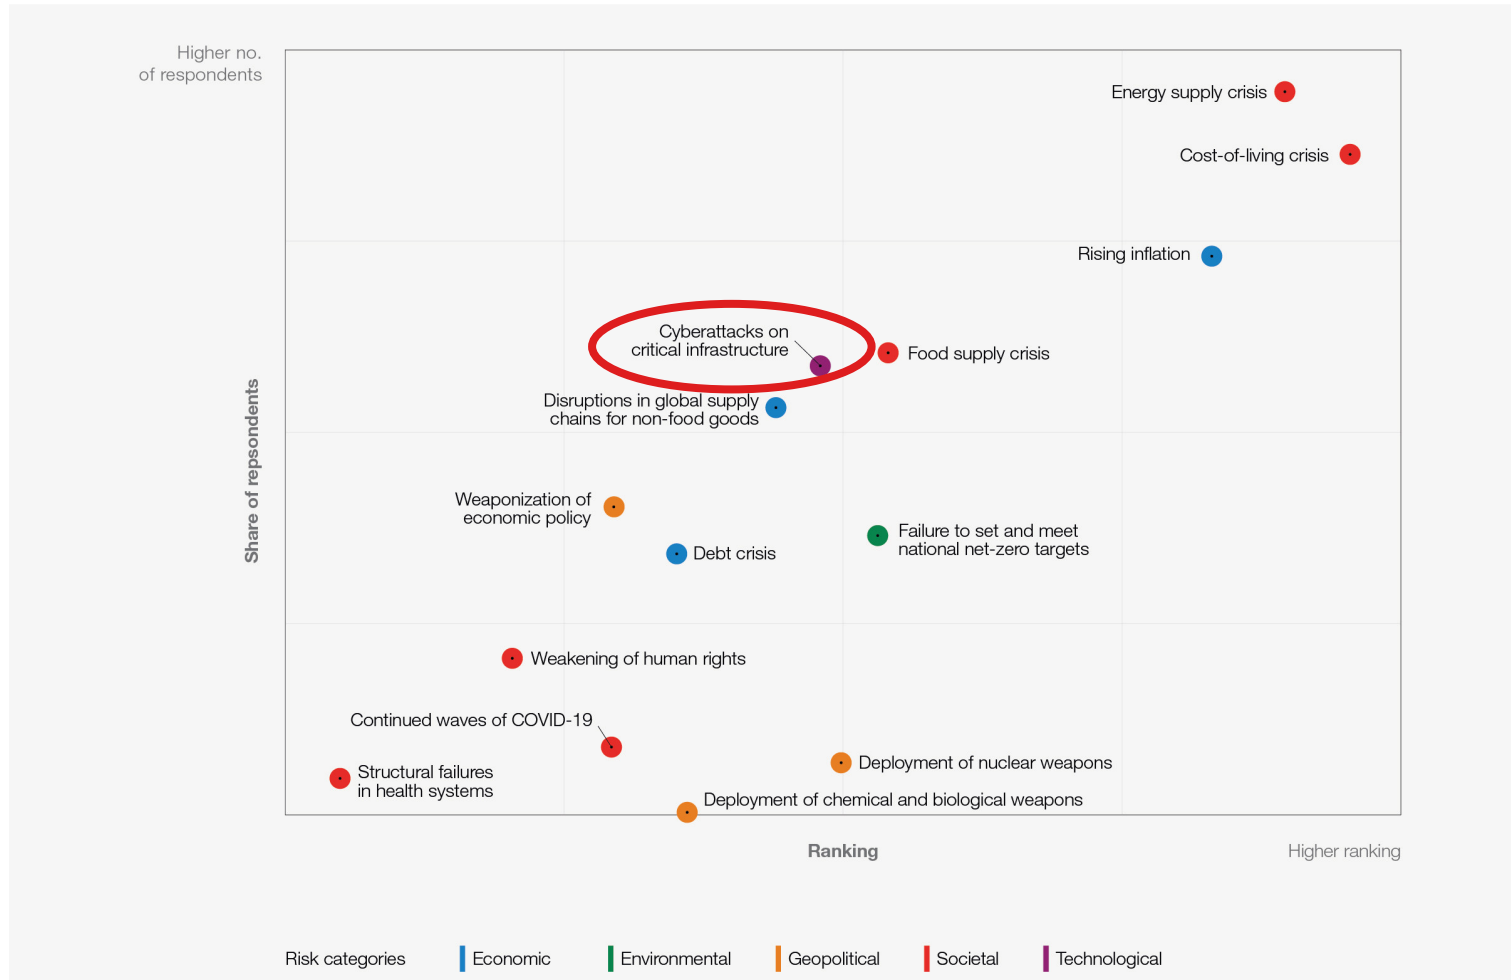 Higher no.
of respondents
Energy supply crisis
Cost-of-living crisis
Rising inflation
Cyberattacks on
critical infrastructure
Food supply crisis
Disruptions in global supply
chains for non-food goods
Weaponization of
economic policy
Failure to set and meet
national net-zero targets
Debt crisis
Share of repsondents
Weakening of human rights
Continued waves of COVID-19
Structural failures
in health systems
Deployment of nuclear weapons
Deployment of chemical and biological weapons
Ranking
Higher ranking
Risk categories
Economic
Environmental
Geopolitical
Societal
Technological